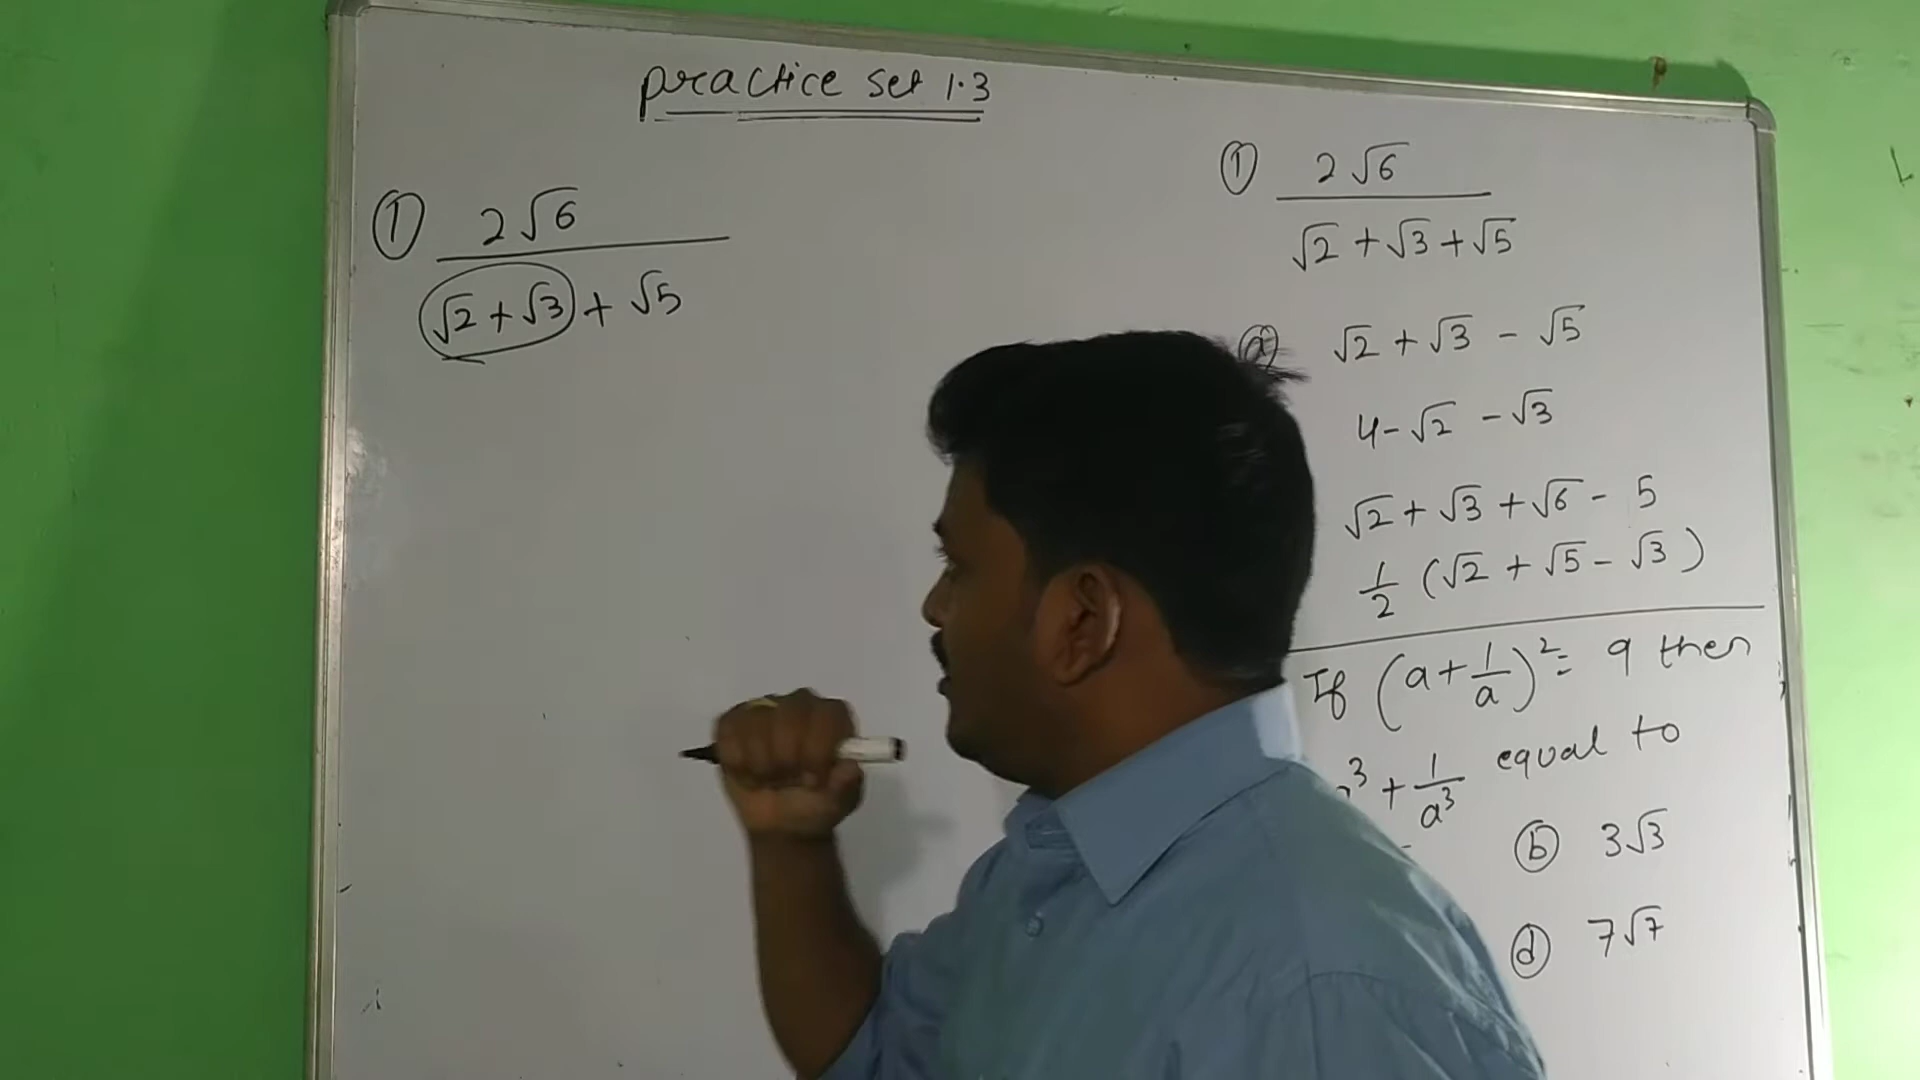 practice set 1.3
① 2√6
√2 + √3 + √5
① 2√6
√2 + √3 + √5
ⓐ √2 + √3 - √5
4 - √2 - √3
√2 + √3 + √6 - 5
1/2 (√2 + √5 - √3)
If (a + 1/a)² = 9 then
³ + 1/a³ equal to
ⓑ 3√3
ⓓ 7√7